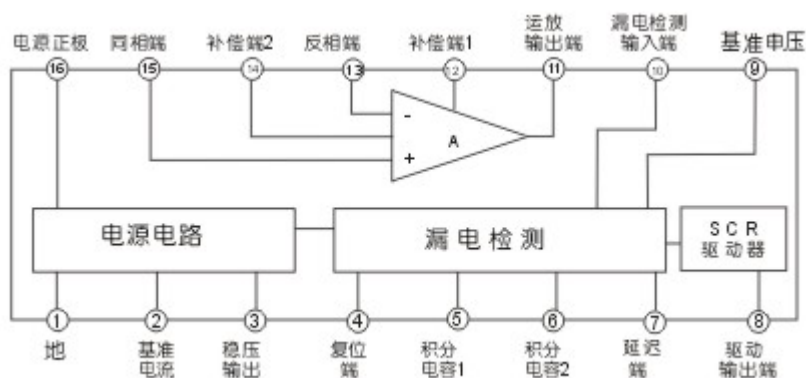 电源正极
同相端
补偿端2
反相端
补偿端1
运放
输出端
漏电检测
输入端
基准电压
16
15
14
13
12
11
10
9
-
A
+
电源电路
漏电检测
SCR
驱动器
1
2
3
4
5
6
7
8
地
基准
电流
稳压
输出
复位
端
积分
电容1
积分
电容2
延迟
端
驱动
输出端